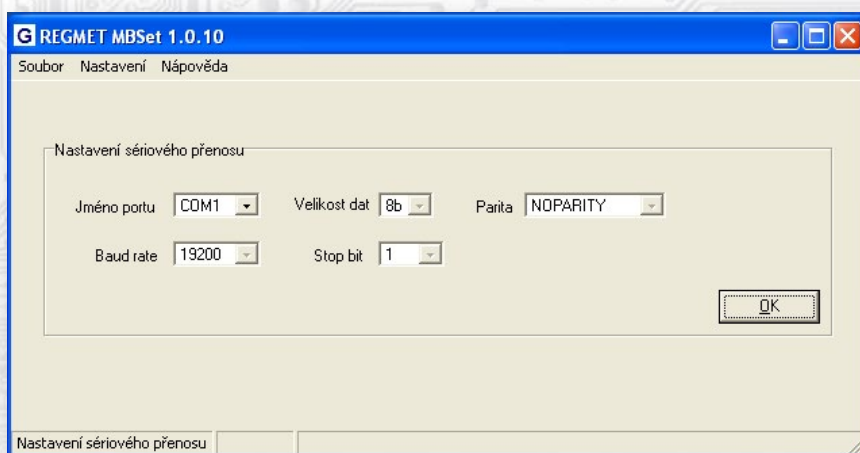 G REGMET MBSet 1.0.10
Soubor Nastavení Nápověda
Nastavení sériového přenosu
Jméno portu COM1 Velikost dat 8b Parita NOPARITY
Baud rate 19200 Stop bit 1
OK
Nastavení sériového přenosu